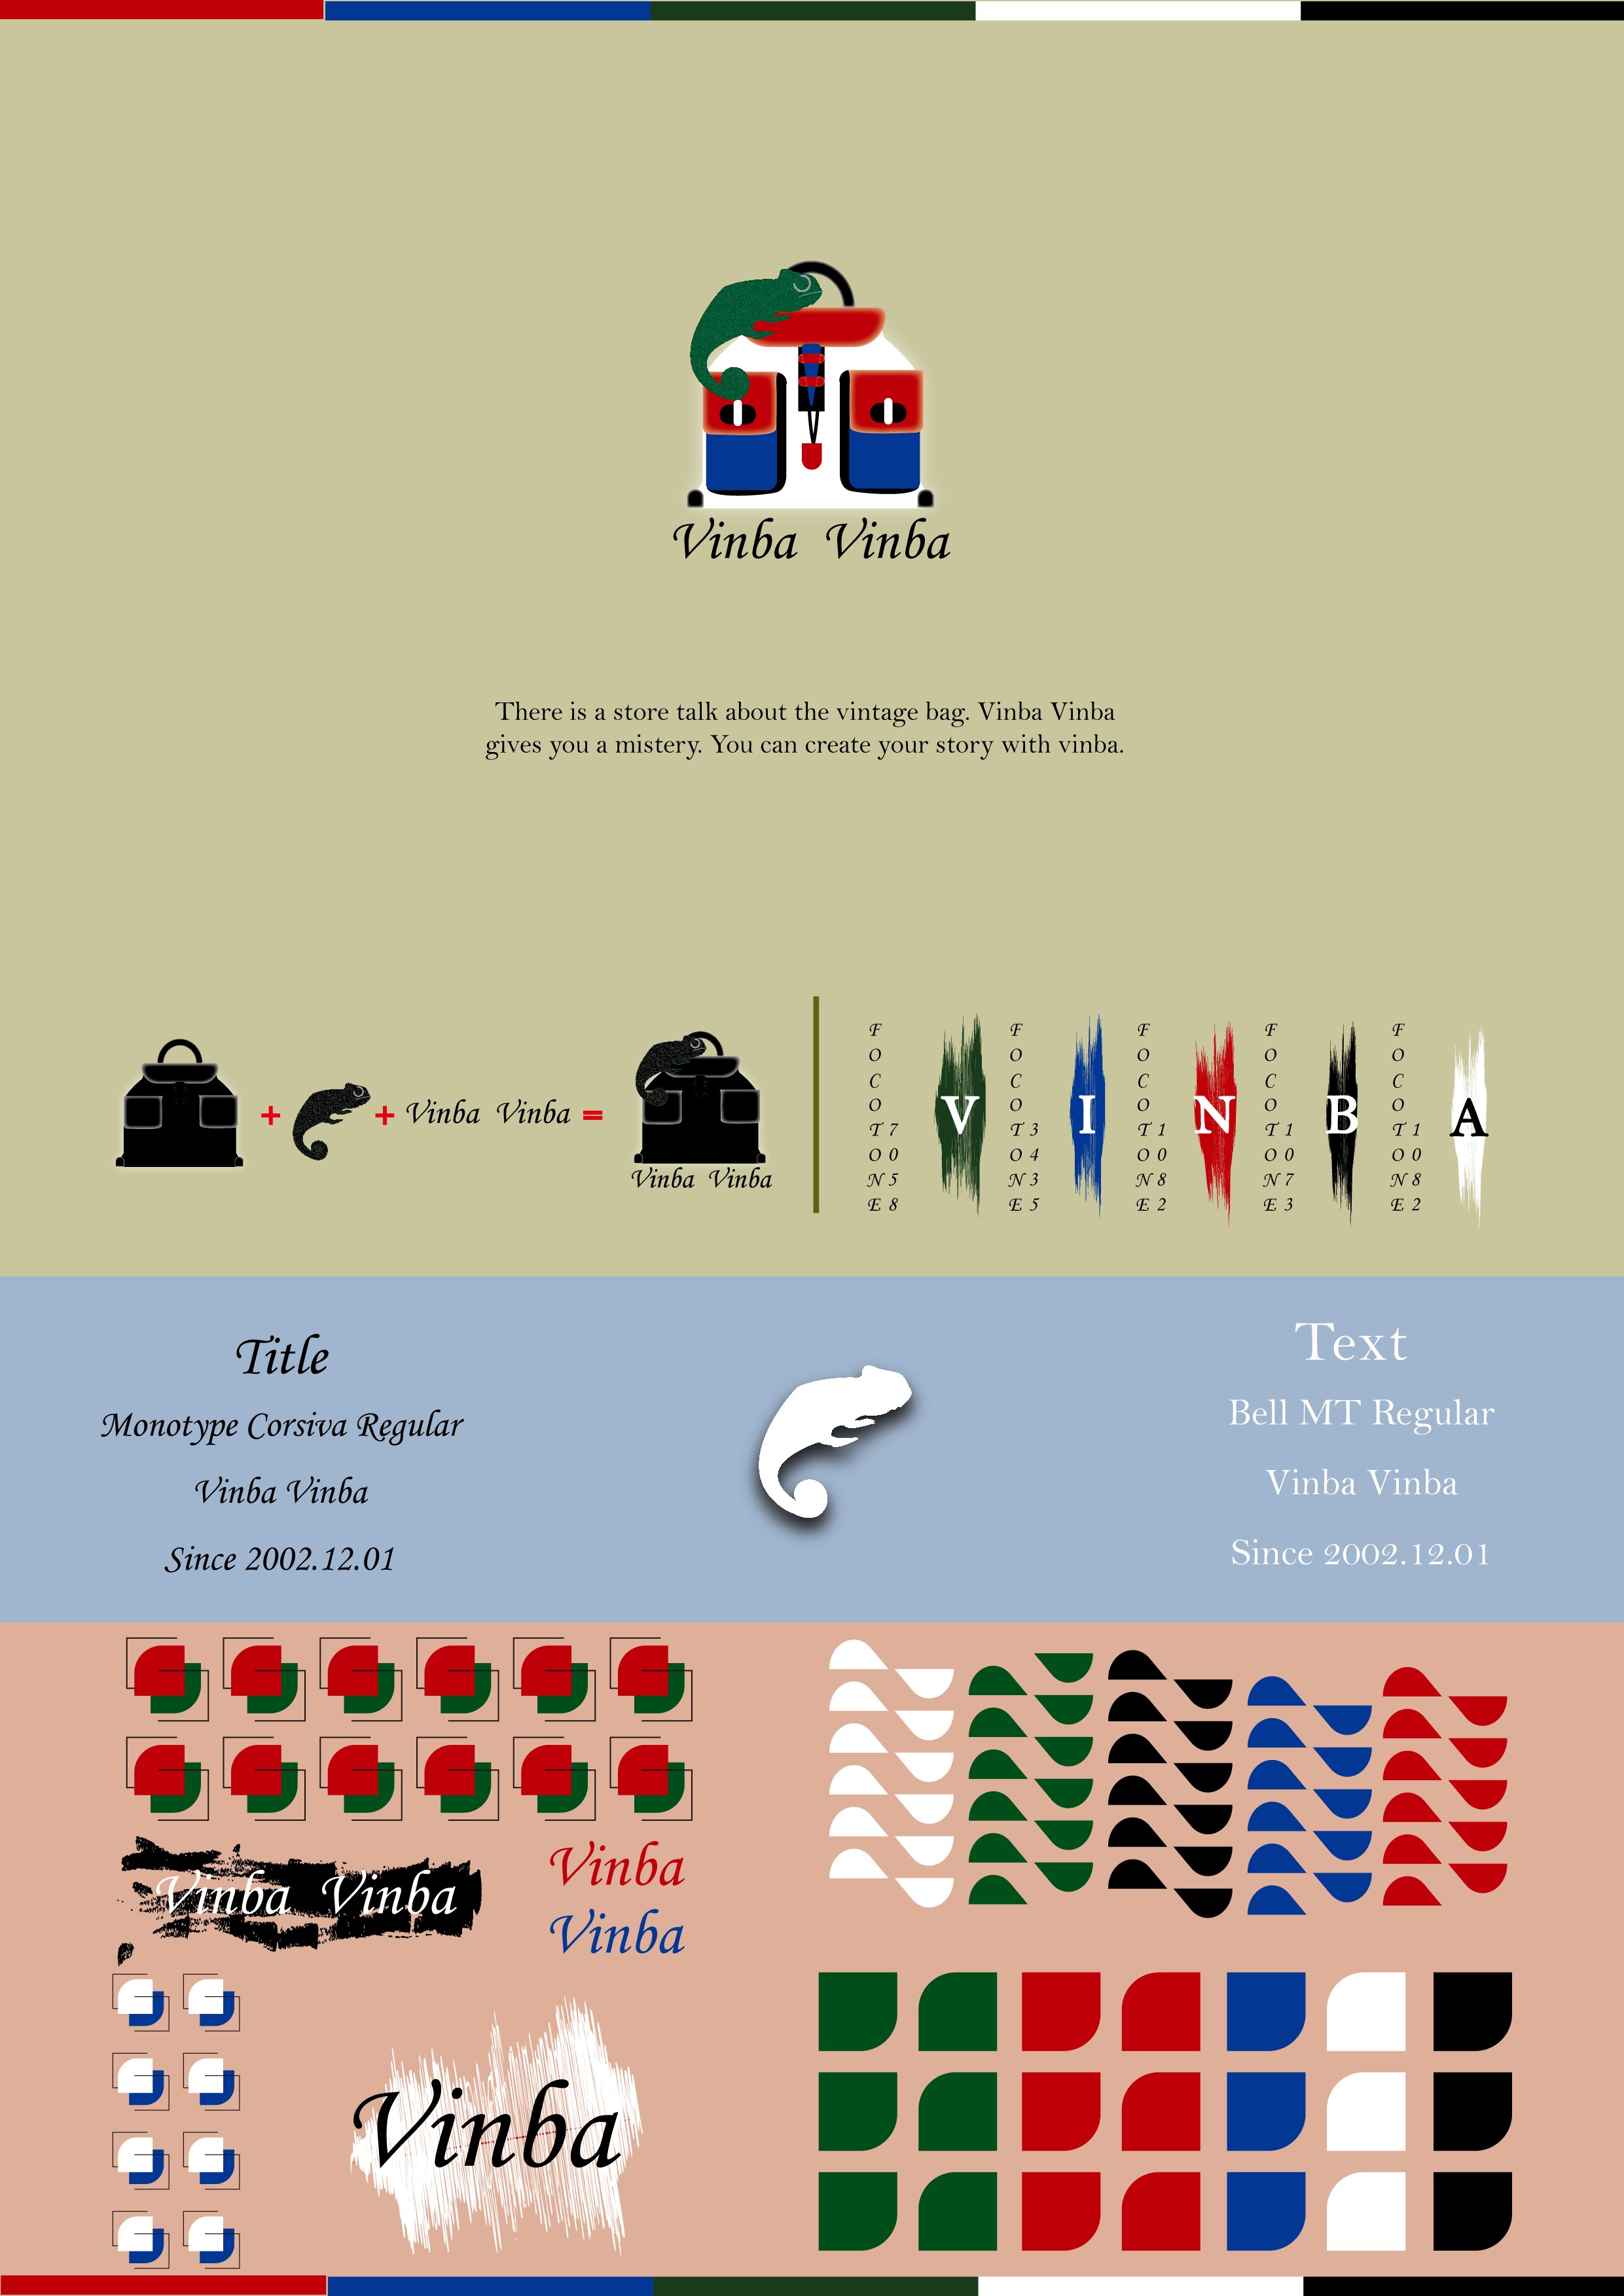 Vinba Vinba
There is a store talk about the vintage bag. Vinba Vinba
gives you a mistery. You can create your story with vinba.
+ + Vinba Vinba =
Vinba Vinba
FOCOTONE 7058
V
FOCOTONE 3435
I
FOCOTONE 1082
N
FOCOTONE 1073
B
FOCOTONE 1082
A
Title
Monotype Corsiva Regular
Vinba Vinba
Since 2002.12.01
Text
Bell MT Regular
Vinba Vinba
Since 2002.12.01
Vinba Vinba
Vinba
Vinba
Vinba